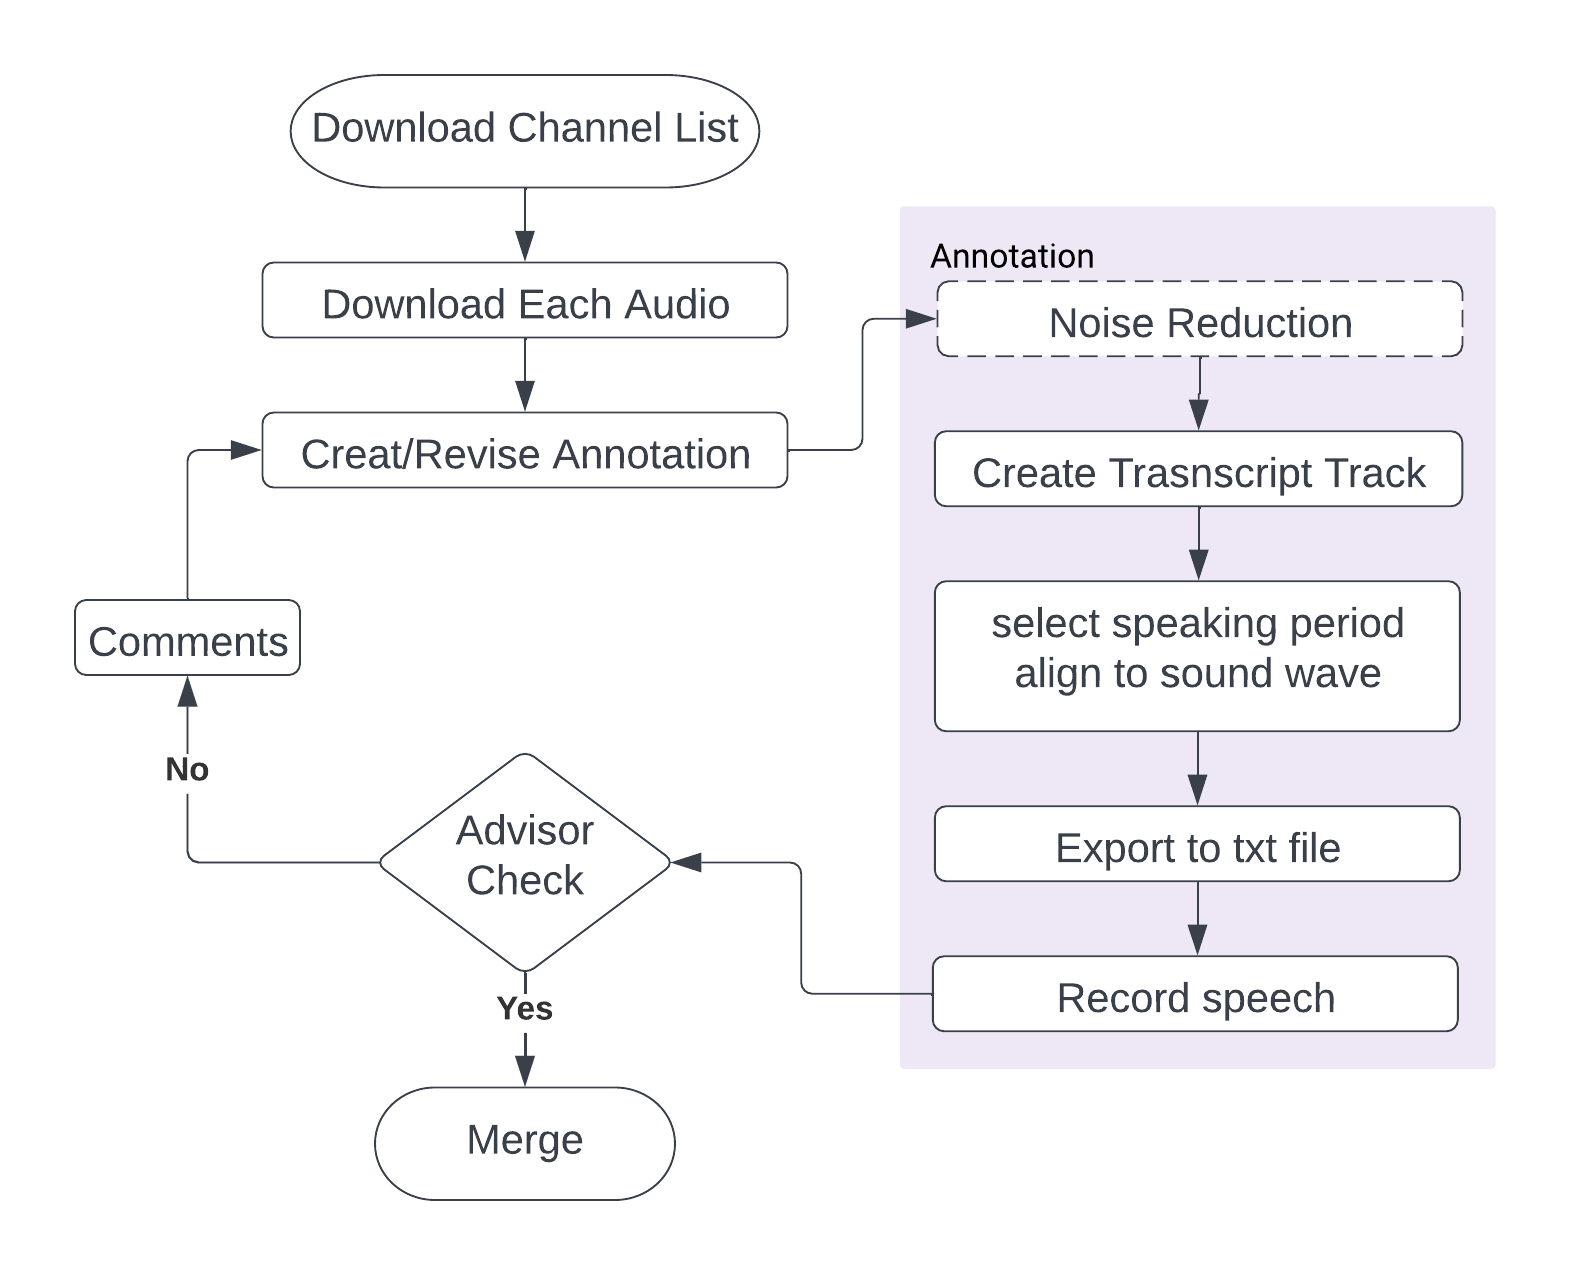 Download Channel List
Download Each Audio
Creat/Revise Annotation
Annotation
Noise Reduction
Create Trasnscript Track
select speaking period
align to sound wave
Export to txt file
Record speech
Advisor
Check
No
Comments
Yes
Merge